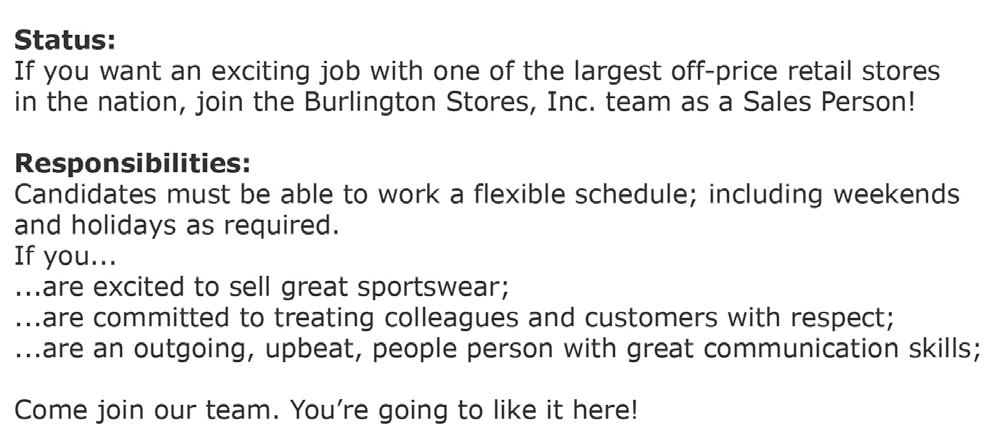 Status:
If you want an exciting job with one of the largest off-price retail stores
in the nation, join the Burlington Stores, Inc. team as a Sales Person!
Responsibilities:
Candidates must be able to work a flexible schedule; including weekends
and holidays as required.
If you...
...are excited to sell great sportswear;
...are committed to treating colleagues and customers with respect;
...are an outgoing, upbeat, people person with great communication skills;
Come join our team. You’re going to like it here!